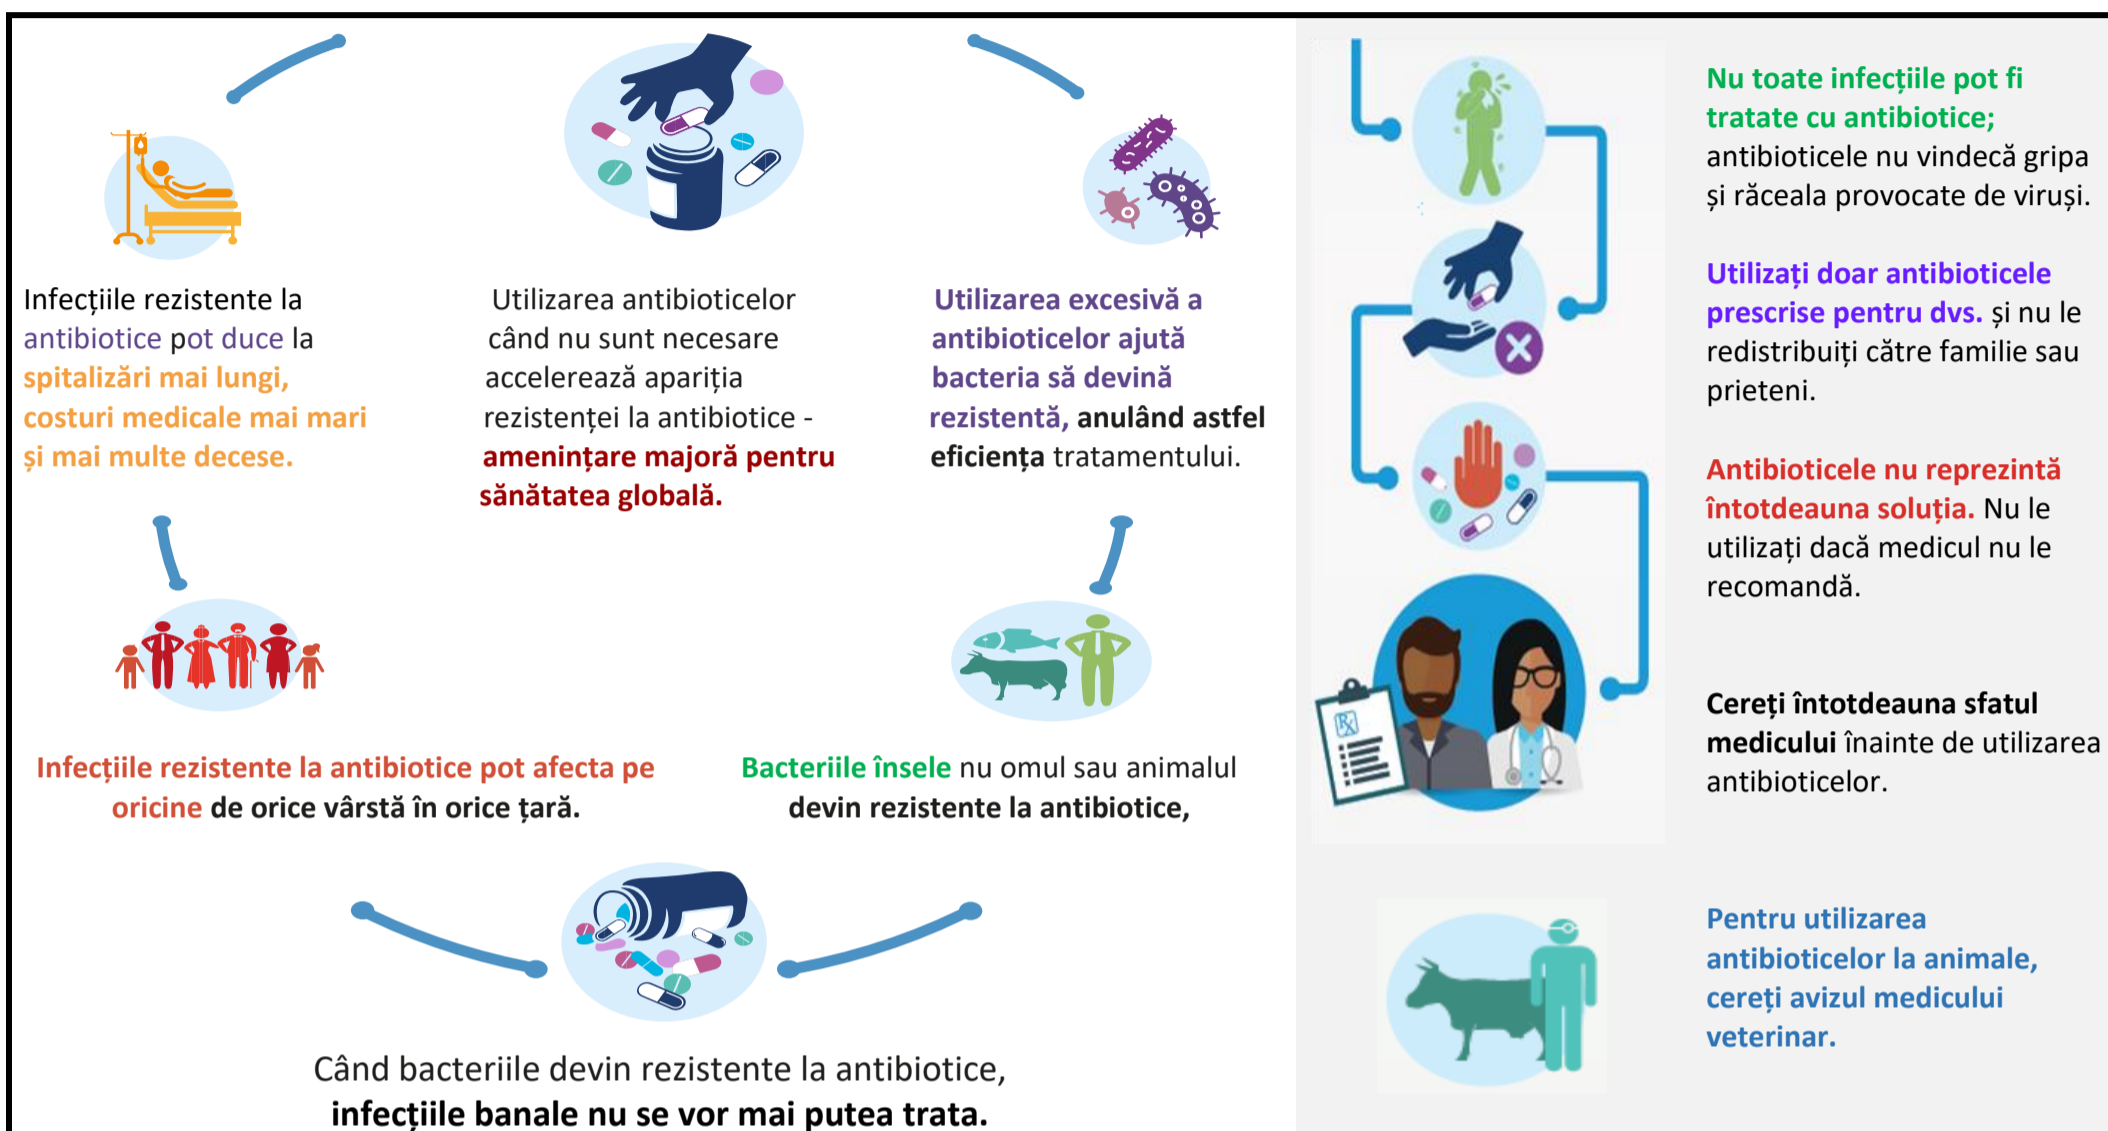 Infecțiile rezistente la
antibiotice pot duce la
spitalizări mai lungi,
costuri medicale mai mari
și mai multe decese.
Utilizarea antibioticelor
când nu sunt necesare
accelerează apariția
rezistenței la antibiotice -
amenințare majoră pentru
sănătatea globală.
Utilizarea excesivă a
antibioticelor ajută
bacteria să devină
rezistentă, anulând astfel
eficiența tratamentului.
Infecțiile rezistente la antibiotice pot afecta pe
oricine de orice vârstă în orice țară.
Bacteriile însele nu omul sau animalul
devin rezistente la antibiotice,
Când bacteriile devin rezistente la antibiotice,
infecțiile banale nu se vor mai putea trata.
Nu toate infecțiile pot fi
tratate cu antibiotice;
antibioticele nu vindecă gripa
și răceala provocate de viruși.
Utilizați doar antibioticele
prescrise pentru dvs. și nu le
redistribuiți către familie sau
prieteni.
Antibioticele nu reprezintă
întotdeauna soluția. Nu le
utilizați dacă medicul nu le
recomandă.
RX
Cereți întotdeauna sfatul
medicului înainte de utilizarea
antibioticelor.
Pentru utilizarea
antibioticelor la animale,
cereți avizul medicului
veterinar.